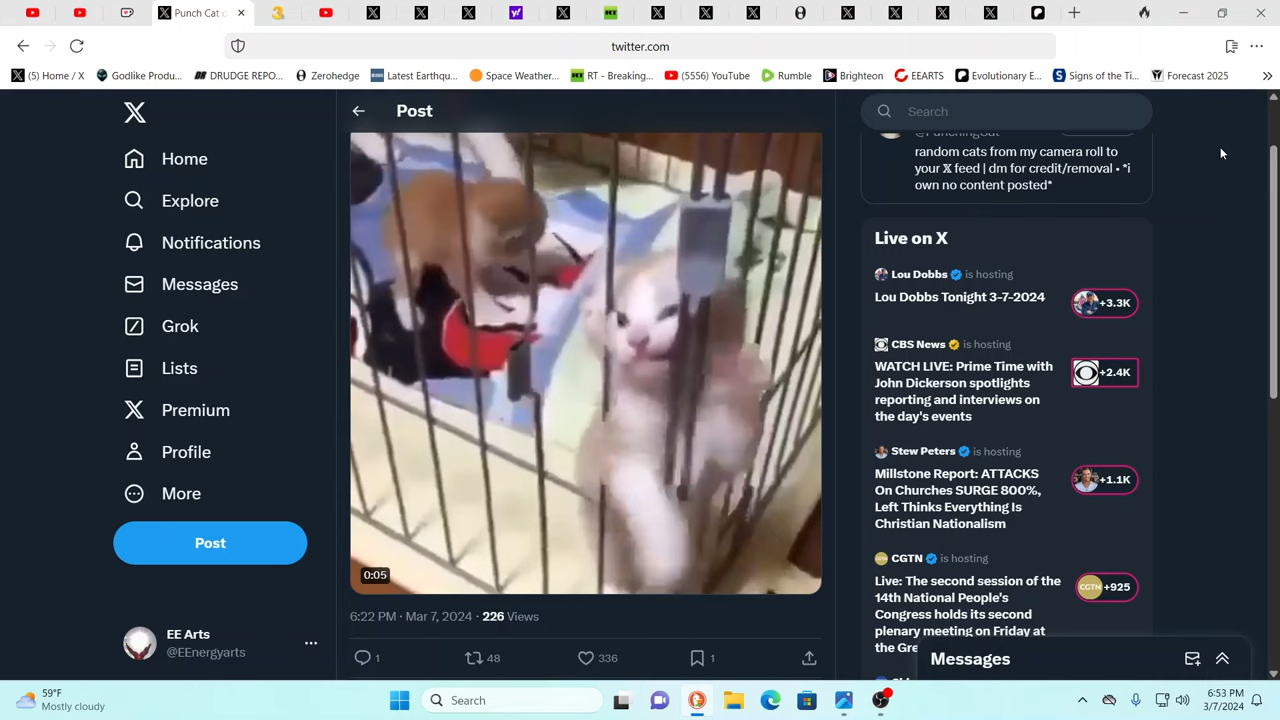 Punch Cat o
twitter.com
(5) Home / X
Godlike Produ...
DRUDGE REPO...
Zerohedge
Latest Earthqu...
Space Weather...
RT - Breaking...
(5556) YouTube
Rumble
Brighteon
EEARTS
Evolutionary E...
Signs of the Ti...
Forecast 2025
Home
Explore
Notifications
Messages
Grok
Lists
Premium
Profile
More
Post
EE Arts
@EEnergyarts
Post
0:05
6:22 PM · Mar 7, 2024 · 226 Views
1
48
336
1
Search
@PunchingCat
random cats from my camera roll to
your 𝕏 feed | dm for credit/removal • *i
own no content posted*
Live on X
Lou Dobbs is hosting
Lou Dobbs Tonight 3-7-2024
+3.3K
CBS News is hosting
WATCH LIVE: Prime Time with
John Dickerson spotlights
reporting and interviews on
the day's events
+2.4K
Stew Peters is hosting
Millstone Report: ATTACKS
On Churches SURGE 800%,
Left Thinks Everything Is
Christian Nationalism
+1.1K
CGTN is hosting
Live: The second session of the
14th National People's
Congress holds its second
plenary meeting on Friday at
the Gre
CGTN +925
Messages
59°F
Mostly cloudy
Search
6:53 PM
3/7/2024